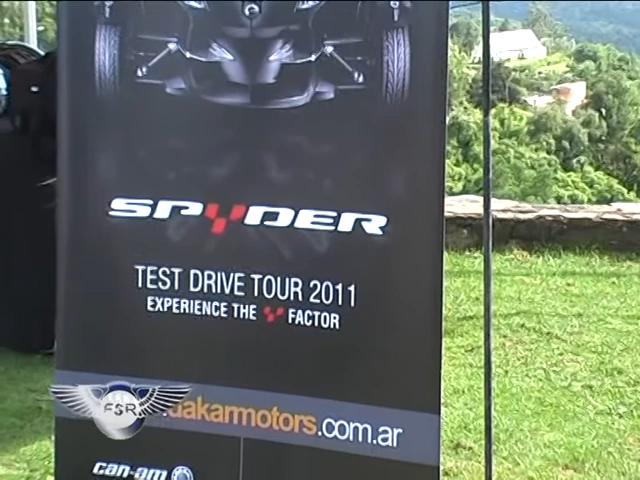 SPYDER
TEST DRIVE TOUR 2011
EXPERIENCE THE Y FACTOR
dakarmotors.com.ar
FSR
can-am